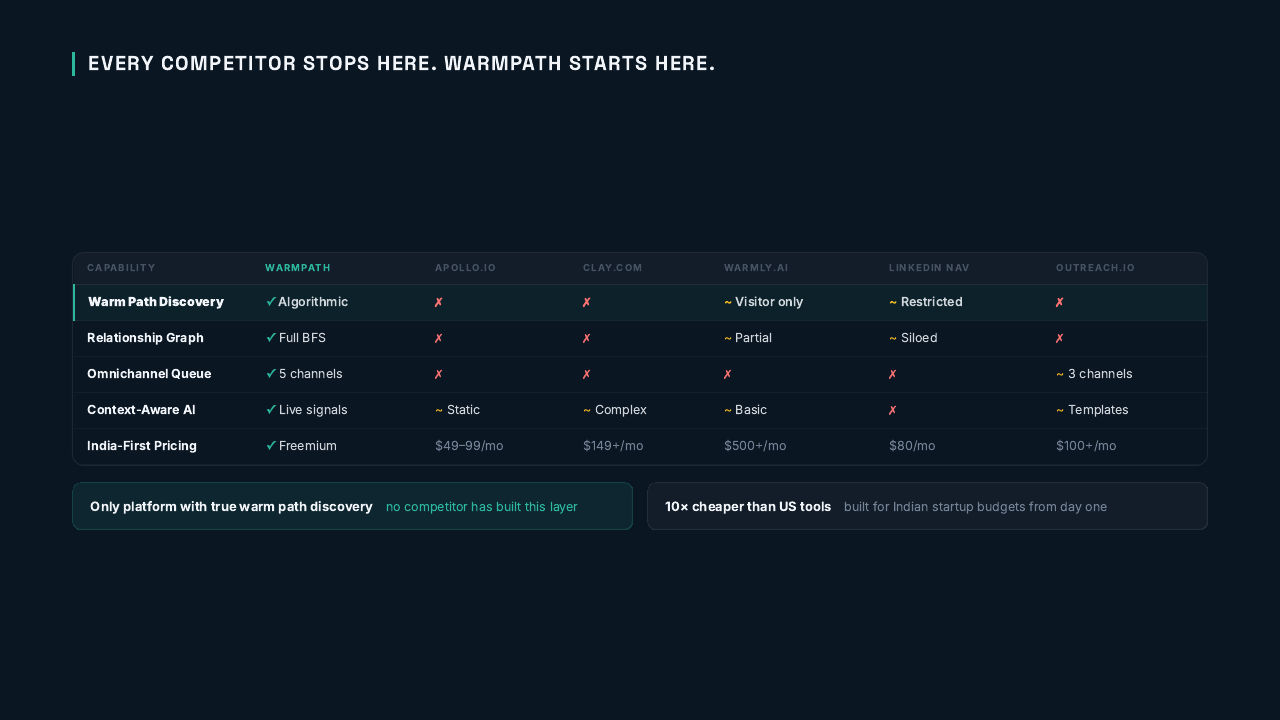 EVERY COMPETITOR STOPS HERE. WARMPATH STARTS HERE.
CAPABILITY WARMPATH APOLLO.IO CLAY.COM WARMLY.AI LINKEDIN NAV OUTREACH.IO
Warm Path Discovery ✓ Algorithmic ✗ ✗ ~ Visitor only ~ Restricted ✗
Relationship Graph ✓ Full BFS ✗ ✗ ~ Partial ~ Siloed ✗
Omnichannel Queue ✓ 5 channels ✗ ✗ ✗ ✗ ~ 3 channels
Context-Aware AI ✓ Live signals ~ Static ~ Complex ~ Basic ✗ ~ Templates
India-First Pricing ✓ Freemium $49–99/mo $149+/mo $500+/mo $80/mo $100+/mo
Only platform with true warm path discovery no competitor has built this layer
10× cheaper than US tools built for Indian startup budgets from day one